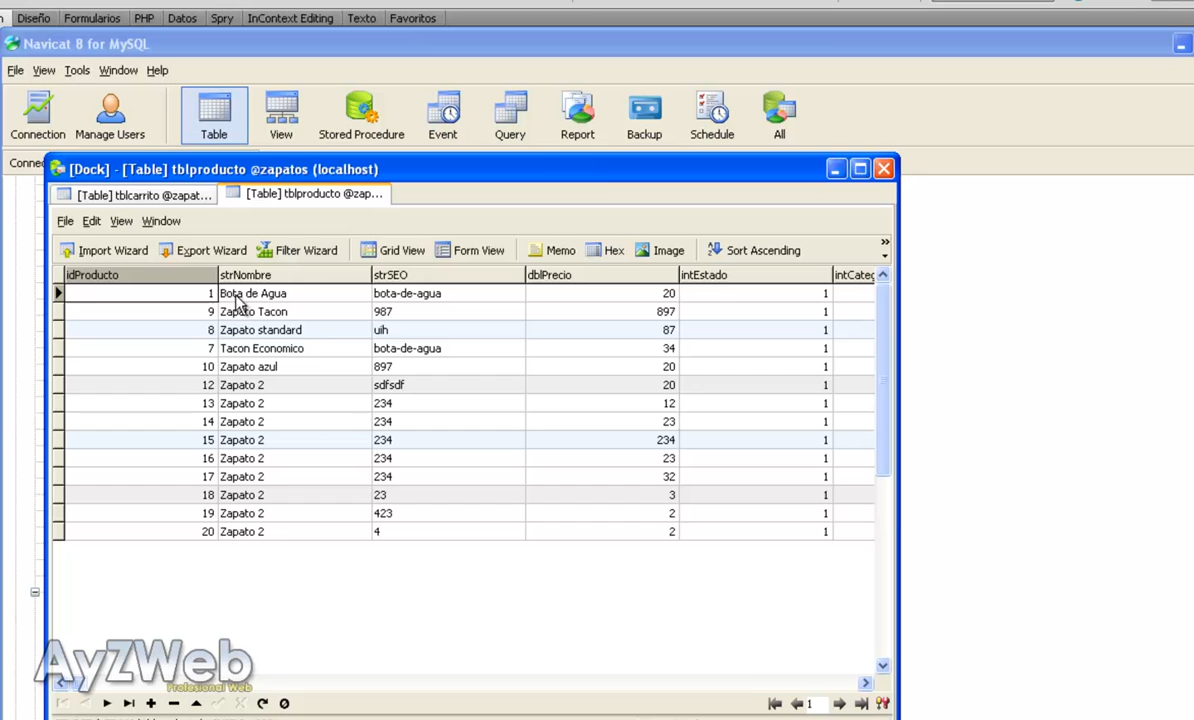 Diseño Formularios PHP Datos Spry InContext Editing Texto Favoritos
Navicat 8 for MySQL
File View Tools Window Help
Connection Manage Users Table View Stored Procedure Event Query Report Backup Schedule All
Connec
[Dock] - [Table] tblproducto @zapatos (localhost)
[Table] tblcarrito @zapat... [Table] tblproducto @zap...
File Edit View Window
Import Wizard Export Wizard Filter Wizard Grid View Form View Memo Hex Image Sort Ascending
idProducto strNombre strSEO dblPrecio intEstado intCateg
1 Bota de Agua bota-de-agua 20 1
9 Zapato Tacon 987 897 1
8 Zapato standard uih 87 1
7 Tacon Economico bota-de-agua 34 1
10 Zapato azul 897 20 1
12 Zapato 2 sdfsdf 20 1
13 Zapato 2 234 12 1
14 Zapato 2 234 23 1
15 Zapato 2 234 234 1
16 Zapato 2 234 23 1
17 Zapato 2 234 32 1
18 Zapato 2 23 3 1
19 Zapato 2 423 2 1
20 Zapato 2 4 2 1
AyZWeb
Profesional Web
1